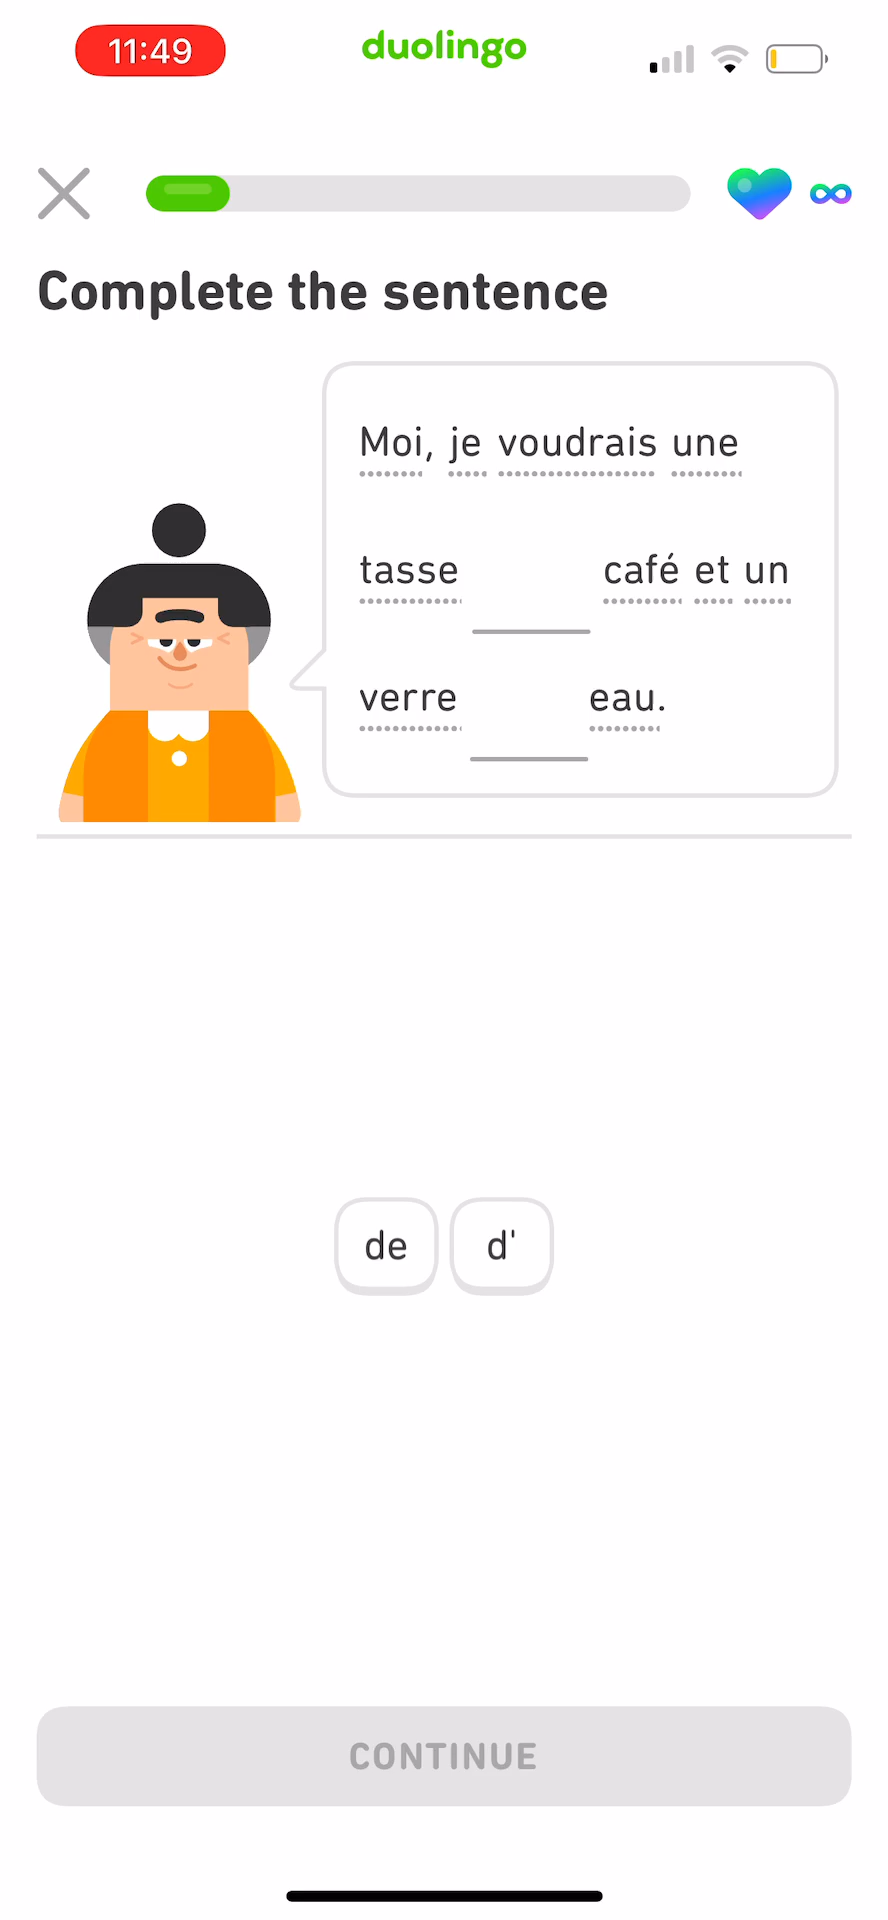 11:49
duolingo
Complete the sentence
Moi, je voudrais une
tasse café et un
verre eau.
de d'
CONTINUE